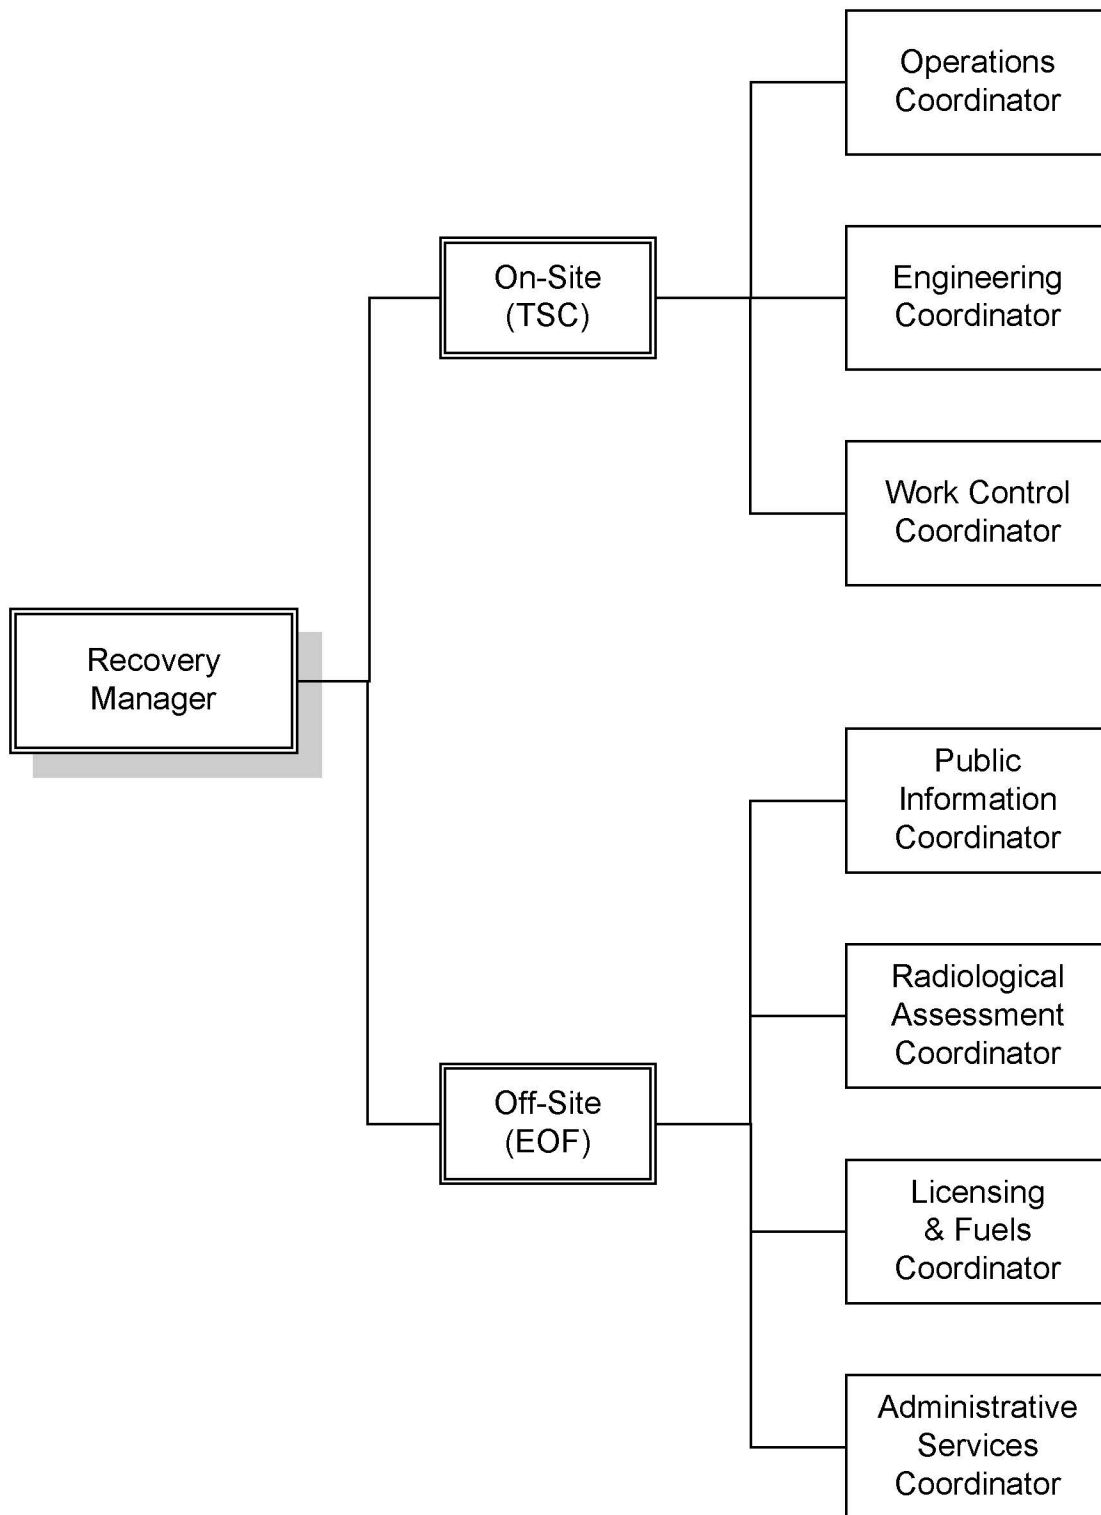 Operations
Coordinator
On-Site
(TSC)
Engineering
Coordinator
Work Control
Coordinator
Recovery
Manager
Public
Information
Coordinator
Radiological
Assessment
Coordinator
Off-Site
(EOF)
Licensing
& Fuels
Coordinator
Administrative
Services
Coordinator